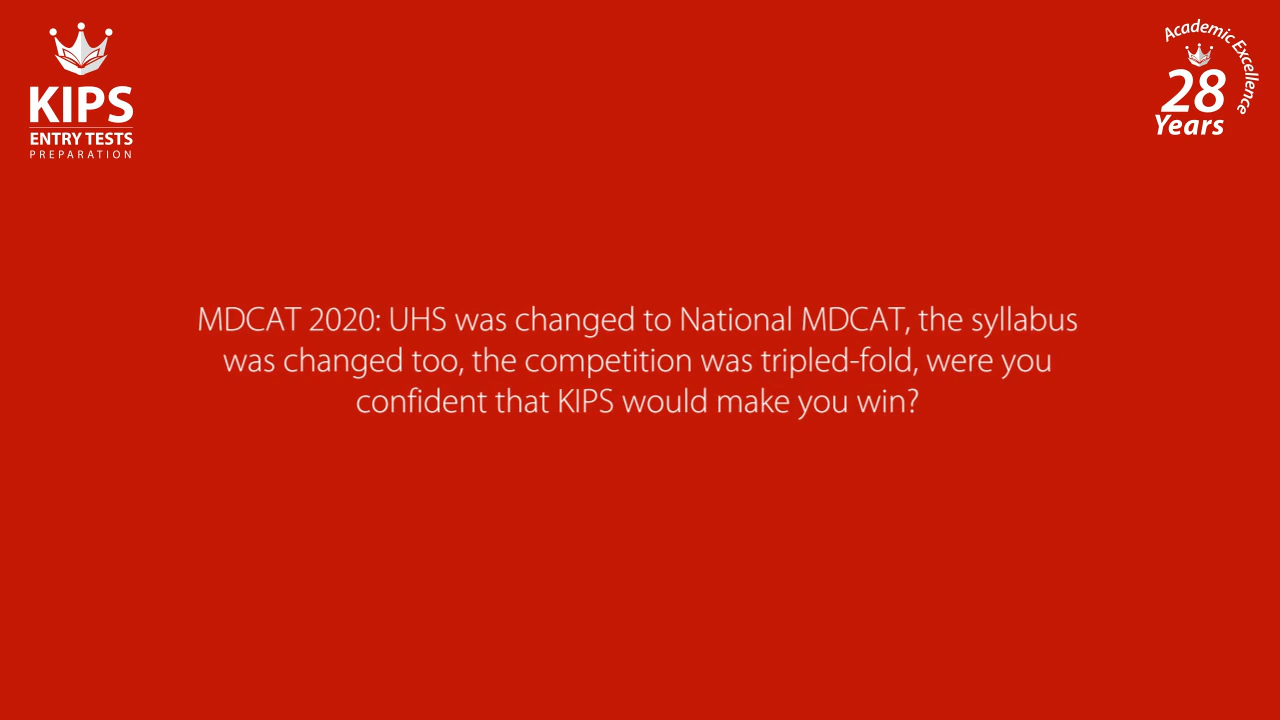 KIPS
ENTRY TESTS
PREPARATION
Academic Excellence
28
Years
MDCAT 2020: UHS was changed to National MDCAT, the syllabus
was changed too, the competition was tripled-fold, were you
confident that KIPS would make you win?